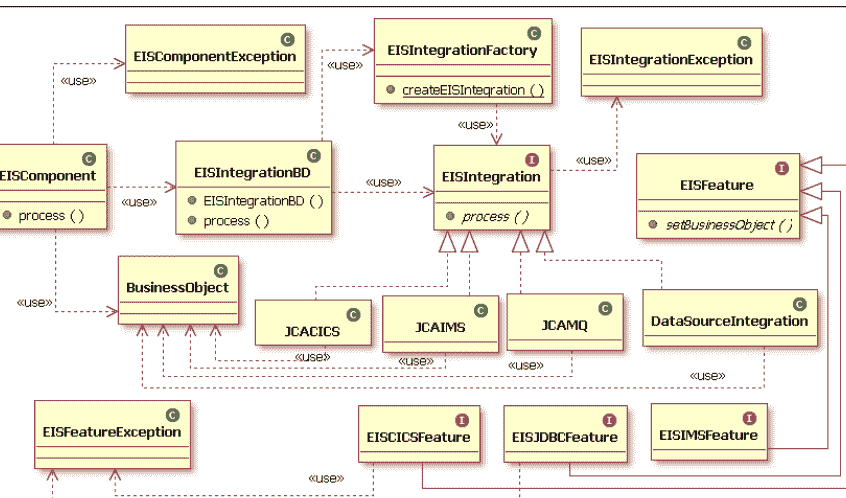 C
EISComponentException
«use»
C
EISIntegrationFactory
createEISIntegration ( )
«use»
C
EISIntegrationException
«use»
«use»
C
EISComponent
process ( )
«use»
C
EISIntegrationBD
EISIntegrationBD ( )
process ( )
«use»
I
EISIntegration
process ( )
I
EISFeature
setBusinessObject ( )
«use»
C
BusinessObject
C
JCACICS
«use»
C
JCAIMS
«use»
C
JCAMQ
«use»
C
DataSourceIntegration
«use»
C
EISFeatureException
«use»
I
EISCICSFeature
I
EISJDBCFeature
I
EISIMSFeature